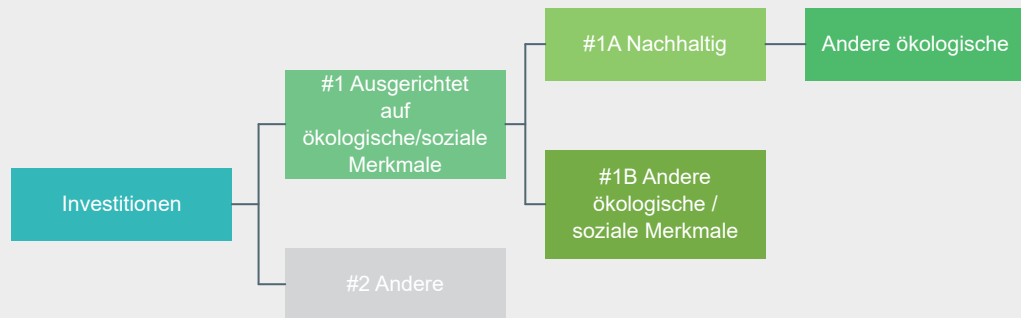 Investitionen
#1 Ausgerichtet
auf
ökologische/soziale
Merkmale
#2 Andere
#1A Nachhaltig
#1B Andere
ökologische /
soziale Merkmale
Andere ökologische